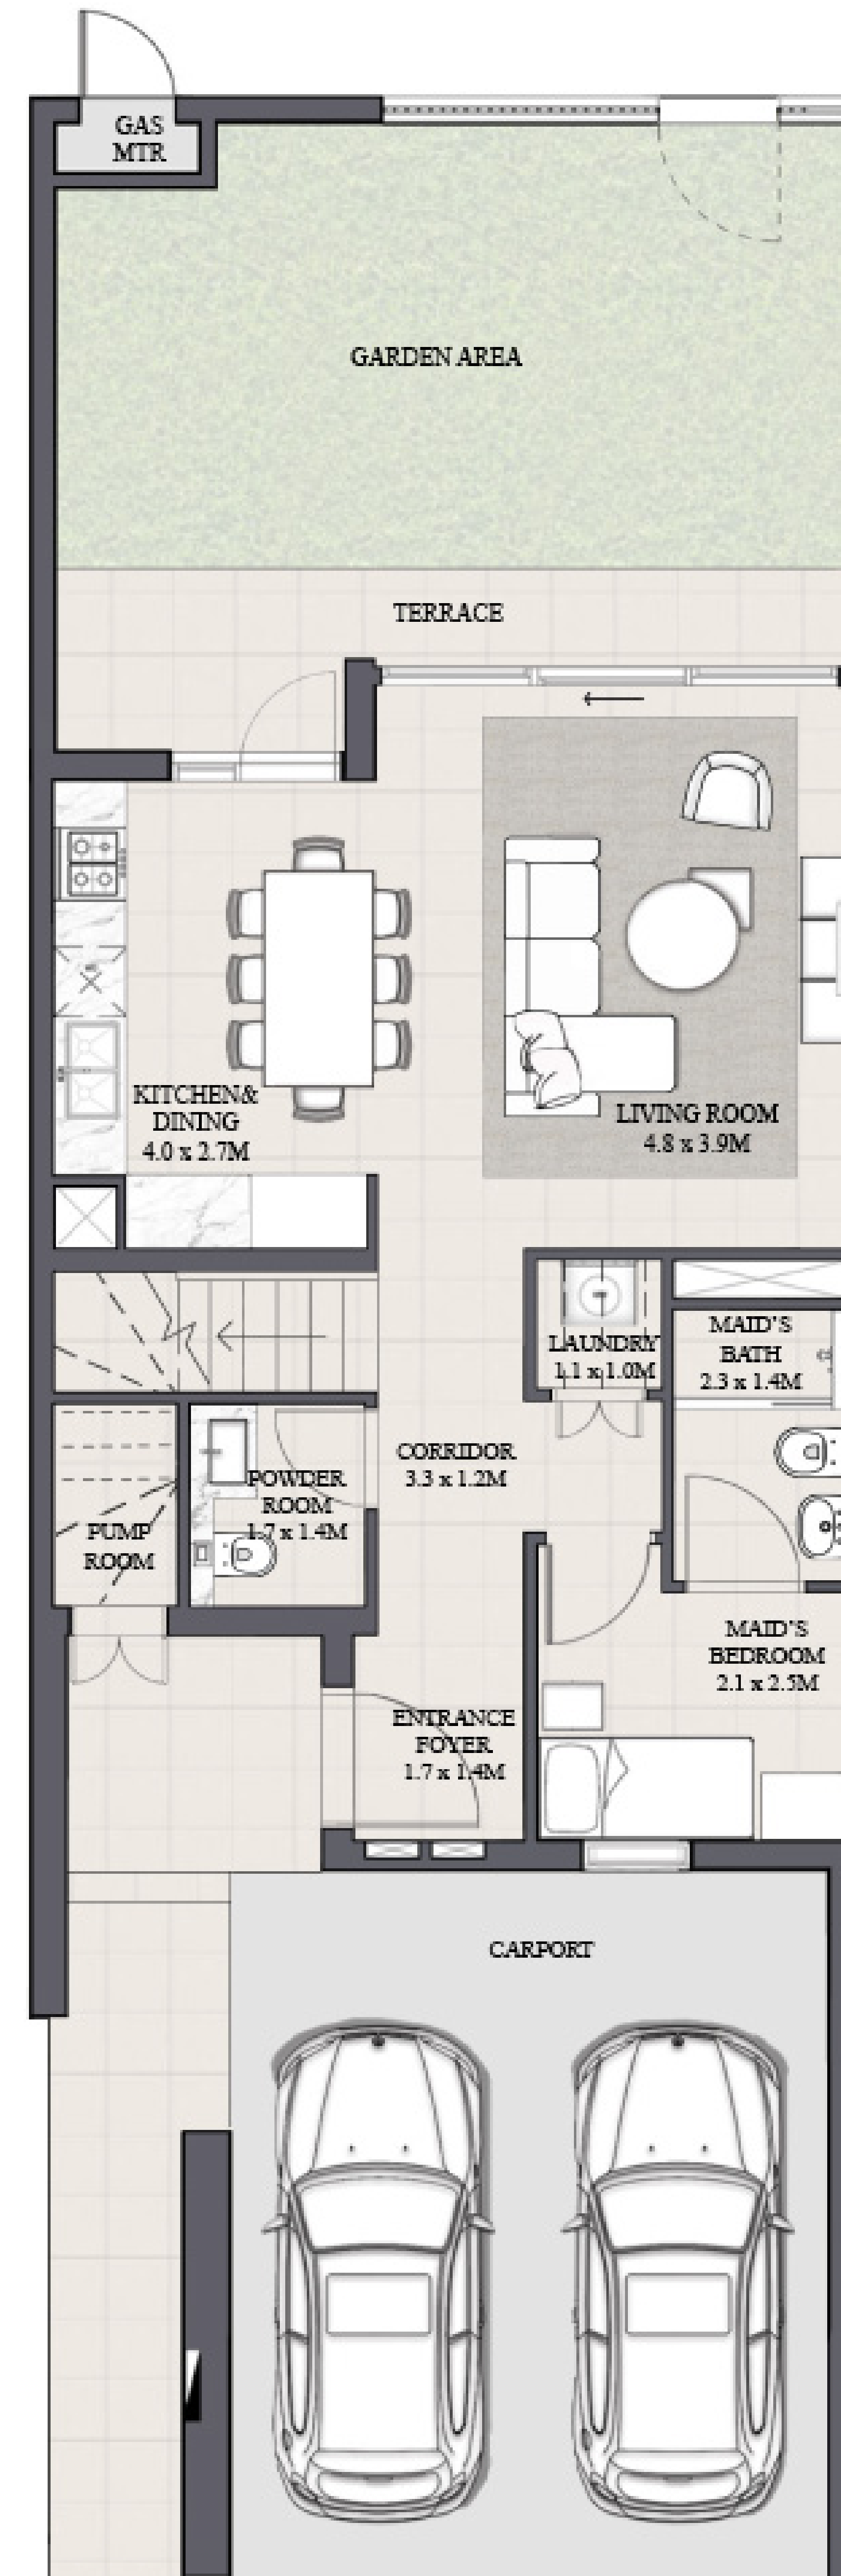 GAS
MTR
GARDEN AREA
TERRACE
KITCHEN&
DINING
4.0 x 2.7M
LIVING ROOM
4.8 x 3.9M
LAUNDRY
1.1 x 1.0M
MAID'S
BATH
2.3 x 1.4M
CORRIDOR
3.3 x 1.2M
POWDER
ROOM
1.7 x 1.4M
PUMP
ROOM
MAID'S
BEDROOM
2.1 x 2.5M
ENTRANCE
FOYER
1.7 x 1.4M
CARPORT